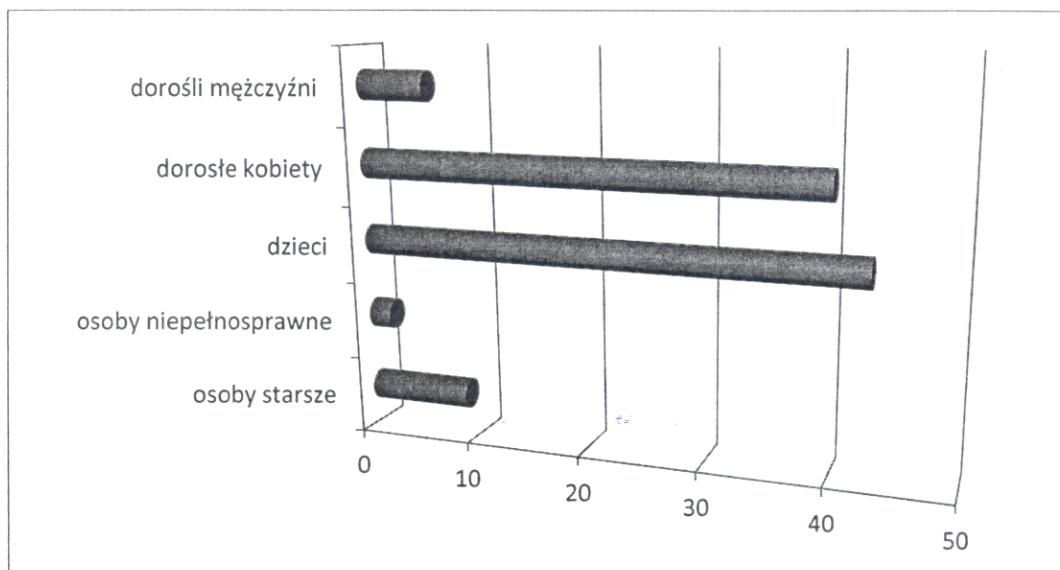 dorośli mężczyźni
dorosłe kobiety
dzieci
osoby niepełnosprawne
osoby starsze
0
10
20
30
40
50